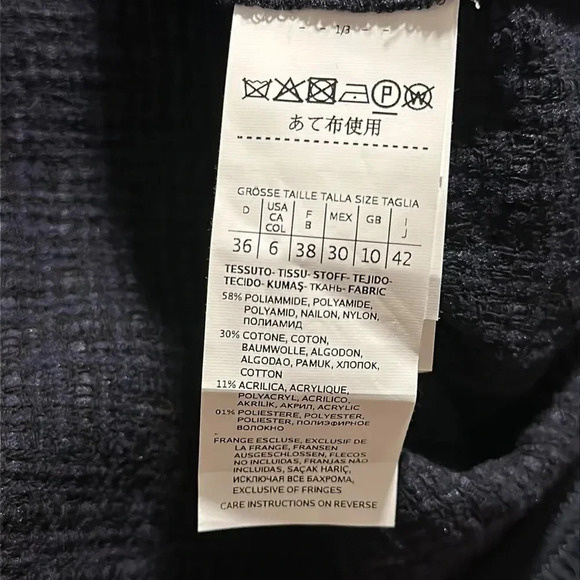 - - 1/3 - -
P W
あて布使用
GRÖSSE TAILLE TALLA SIZE TAGLIA
D USA CA COL F B MEX GB I J
36 6 38 30 10 42
TESSUTO- TISSU- STOFF- TEJIDO-
TECIDO- KUMAŞ- ТКАНЬ- FABRIC
58% POLIAMMIDE, POLYAMIDE,
POLYAMID, NAILON, NYLON,
ПОЛИАМИД
30% COTONE, COTON,
BAUMWOLLE, ALGODON,
ALGODAO, PAMUK, ХЛОПОК,
COTTON
11% ACRILICA, ACRYLIQUE,
POLYACRYL, ACRILICO,
AKRİLİK, АКРИЛ, ACRYLIC
01% POLIESTERE, POLYESTER,
POLIESTER, ПОЛИЭФИРНОЕ
ВОЛОКНО
FRANGE ESCLUSE, EXCLUSIF DE
LA FRANGE, FRANSEN
AUSGESCHLOSSEN, FLECOS
NO INCLUIDAS, FRANJAS NÃO
INCLUIDAS, SAÇAK HARİÇ,
ИСКЛЮЧАЯ ВСЕ БАХРОМА,
EXCLUSIVE OF FRINGES
CARE INSTRUCTIONS ON REVERSE